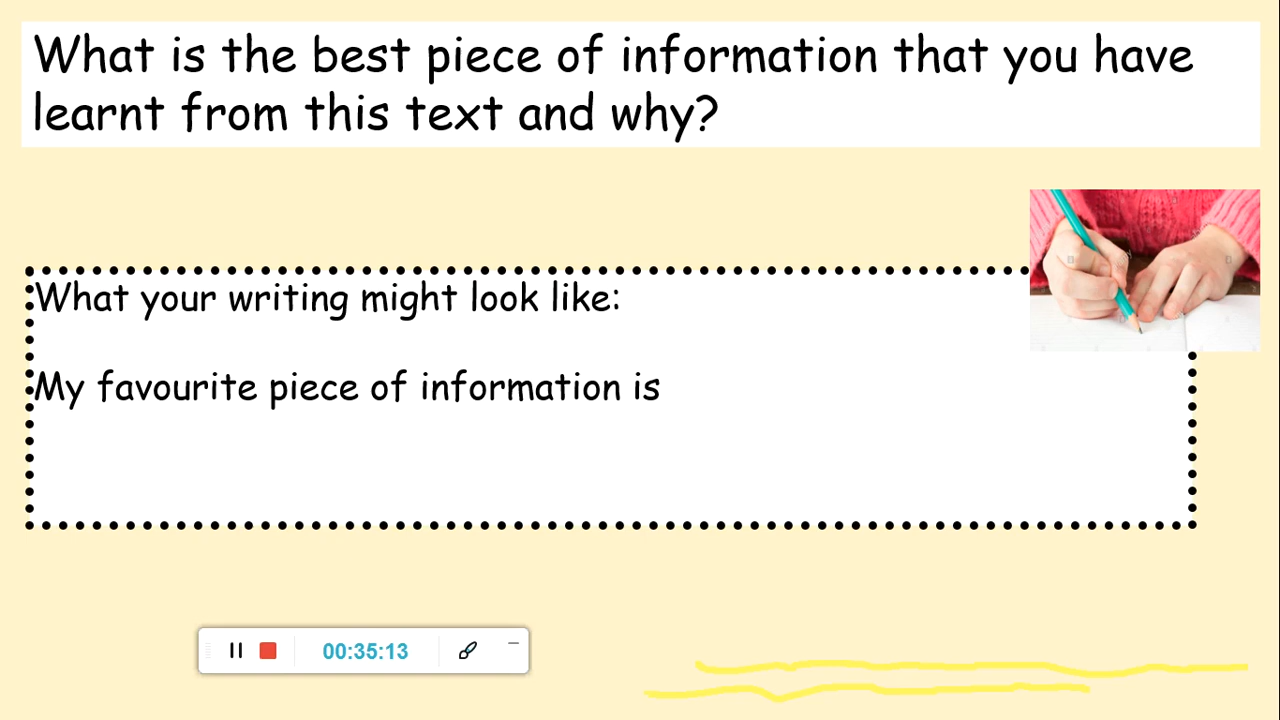 What is the best piece of information that you have
learnt from this text and why?
What your writing might look like:
My favourite piece of information is
00:35:13